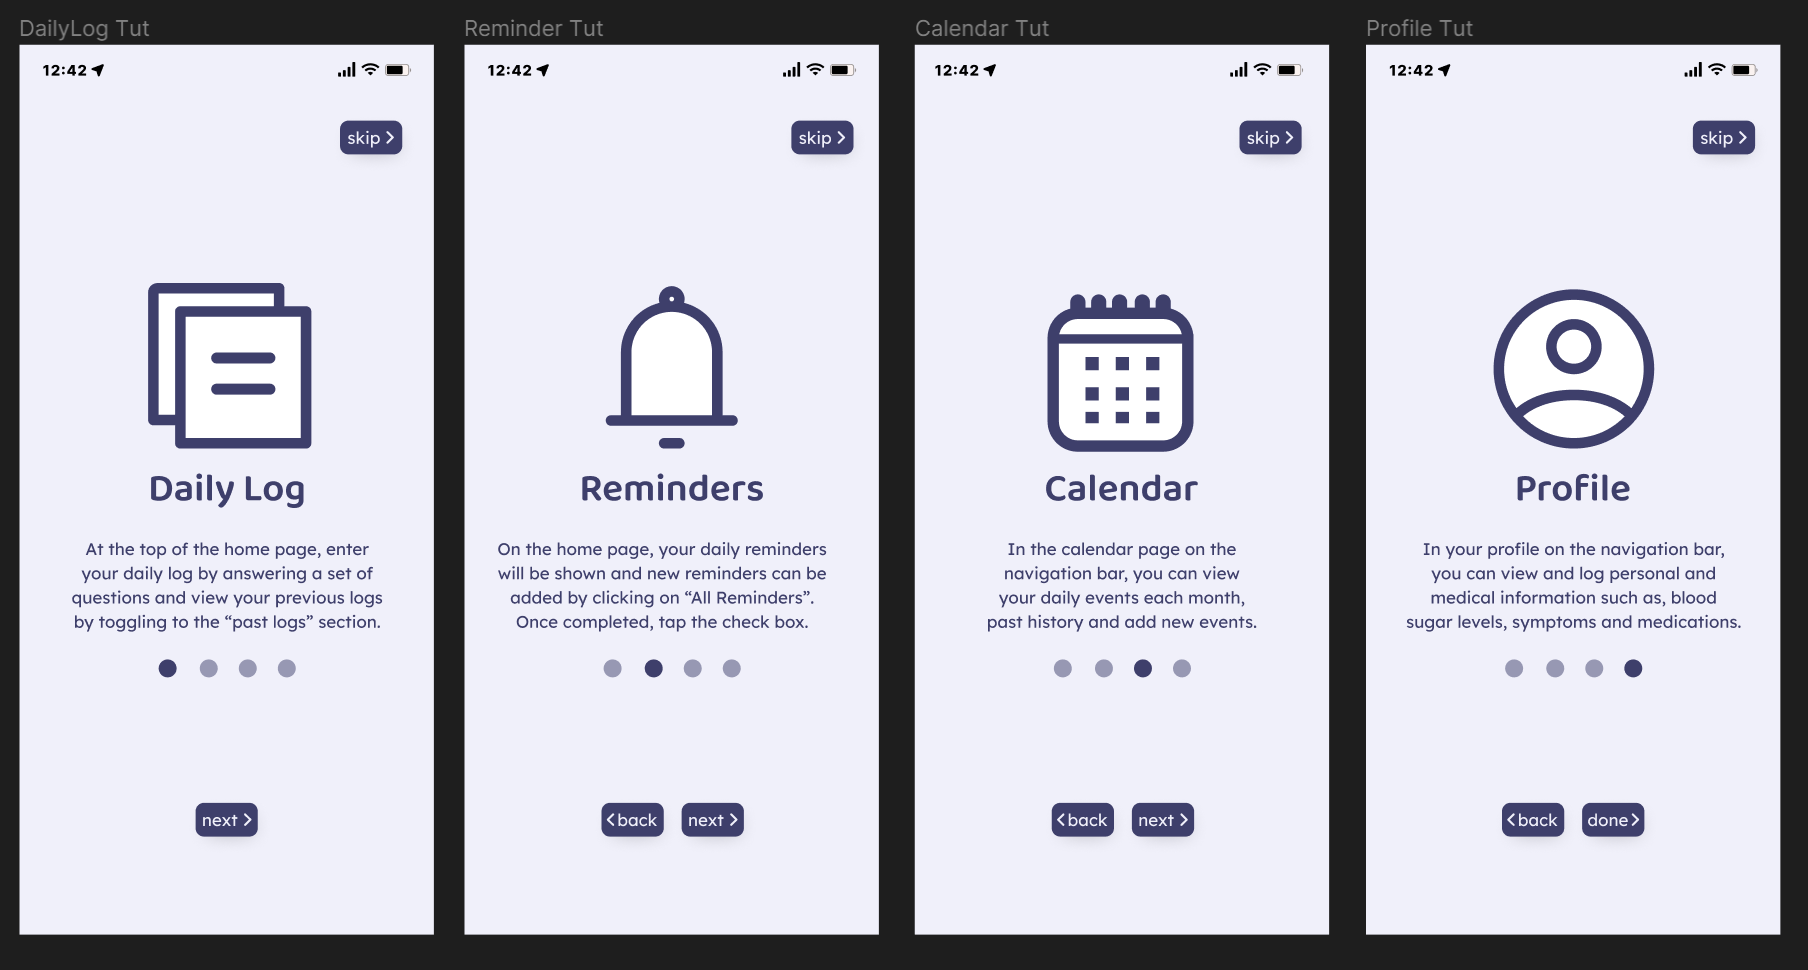 DailyLog Tut
12:42
skip >
Daily Log
At the top of the home page, enter
your daily log by answering a set of
questions and view your previous logs
by toggling to the “past logs” section.
next >
Reminder Tut
12:42
skip >
Reminders
On the home page, your daily reminders
will be shown and new reminders can be
added by clicking on “All Reminders”.
Once completed, tap the check box.
< back
next >
Calendar Tut
12:42
skip >
Calendar
In the calendar page on the
navigation bar, you can view
your daily events each month,
past history and add new events.
< back
next >
Profile Tut
12:42
skip >
Profile
In your profile on the navigation bar,
you can view and log personal and
medical information such as, blood
sugar levels, symptoms and medications.
< back
done >